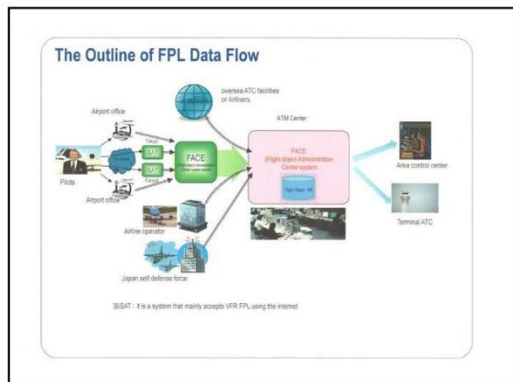 The Outline of FPL Data Flow
oversea ATC facilities
or Airliners
Airport office
ATM Center
Tokyo
FACE
FACE
(Flight object Administration
Center system
Pilots
Area control center
Airport office
Airline operator
Terminal ATC
Japan self defense force
※SAT : It is a system that mainly accepts VFR FPL using the internet